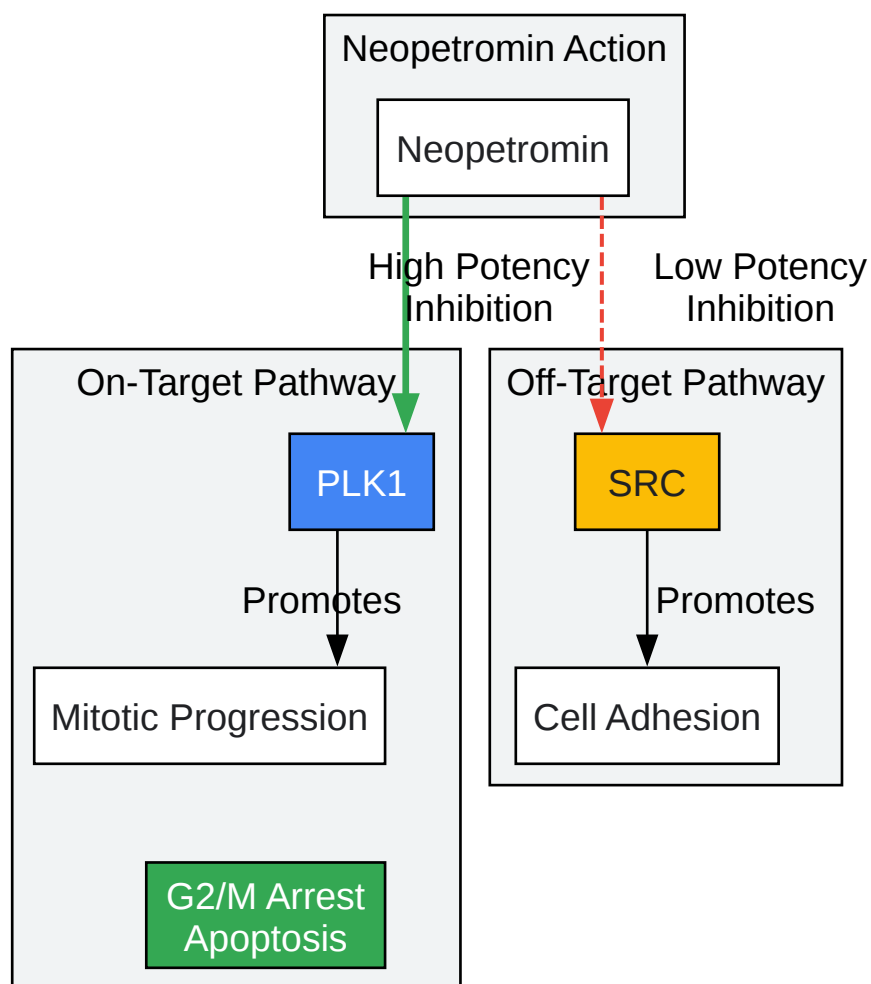 Neopetromin Action
Neopetromin
High Potency
Inhibition
Low Potency
Inhibition
On-Target Pathway
Off-Target Pathway
PLK1
SRC
Promotes
Promotes
Mitotic Progression
Cell Adhesion
G2/M Arrest
Apoptosis